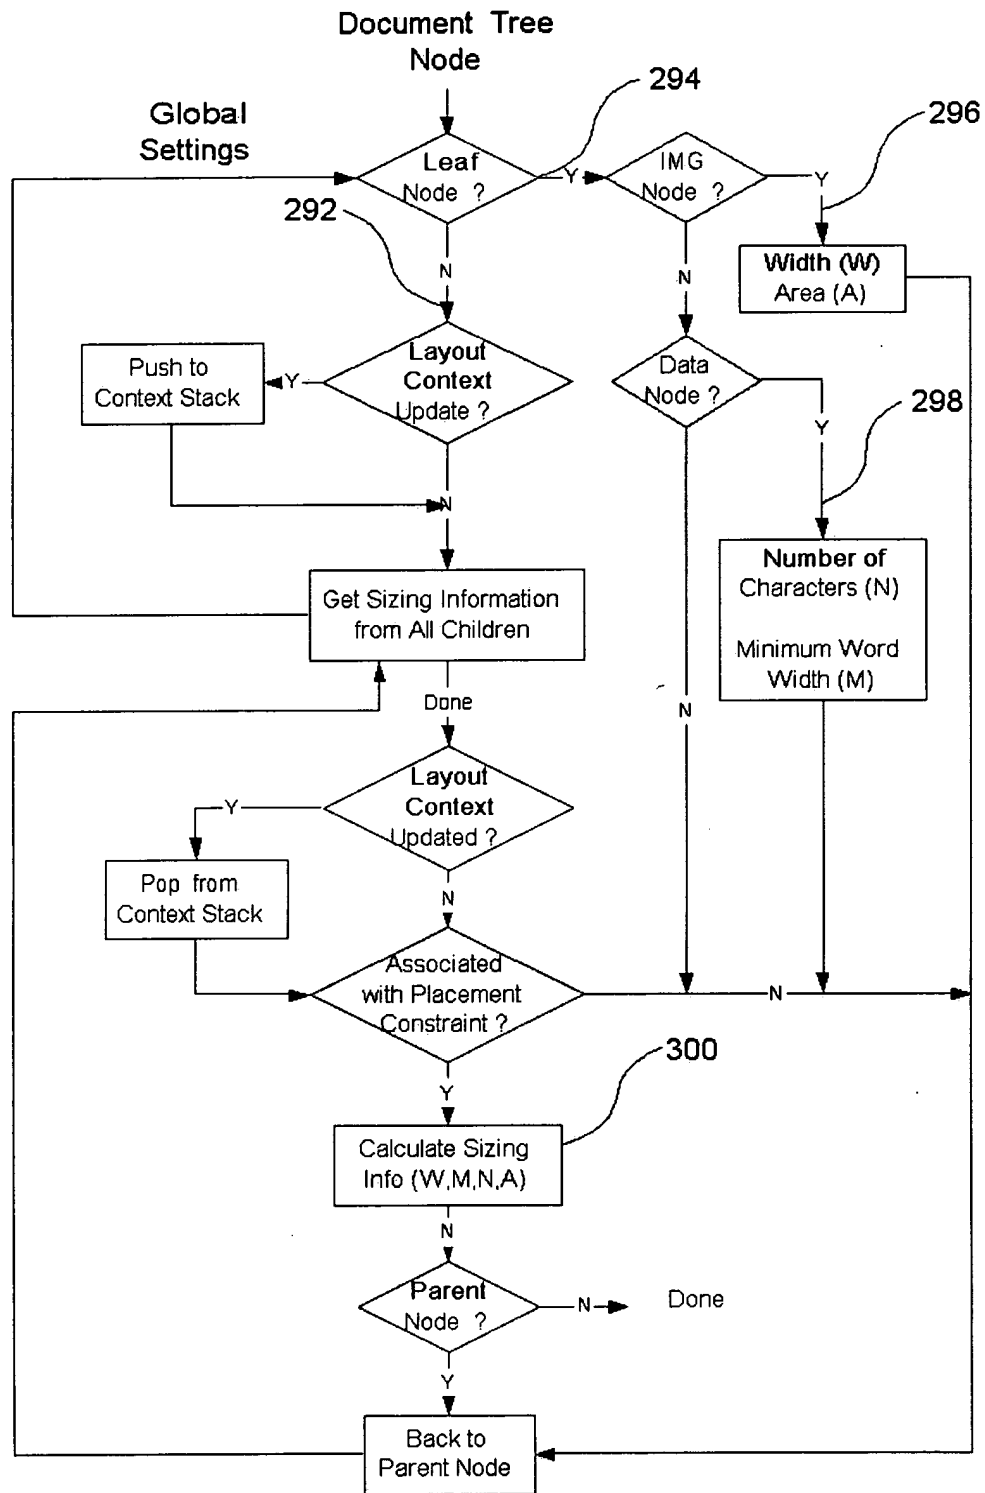 Document Tree
Node
294
296
Global
Settings
Leaf
Node ?
Y
IMG
Node ?
Y
292
N
N
Width (W)
Area (A)
Push to
Context Stack
Y
Layout
Context
Update ?
Data
Node ?
Y
298
N
Number of
Characters (N)
Minimum Word
Width (M)
Get Sizing Information
from All Children
Done
N
Layout
Context
Updated ?
Y
Pop from
Context Stack
N
Associated
with Placement
Constraint ?
N
300
Y
Calculate Sizing
Info (W,M,N,A)
N
Parent
Node ?
N
Done
Y
Back to
Parent Node